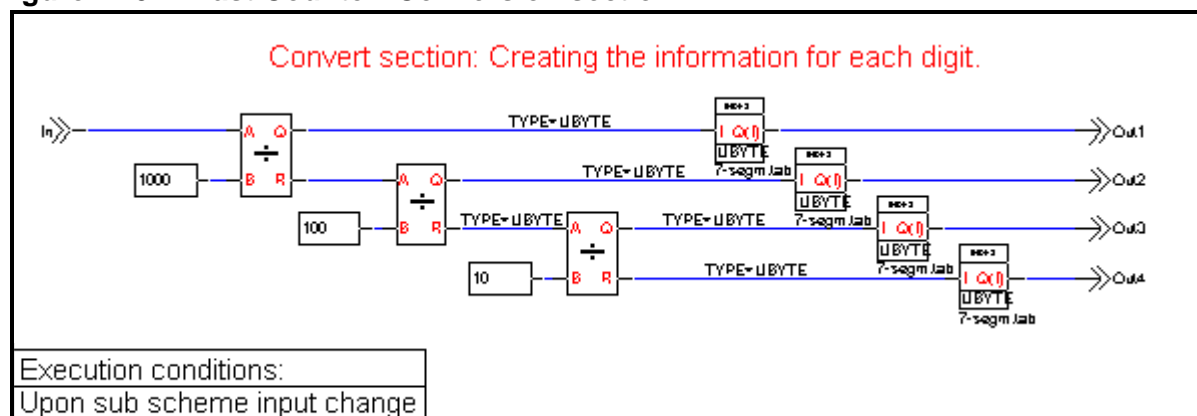 Convert section: Creating the information for each digit.
In
A Q
÷
B R
1000
TYPE=UBYTE
I Q(I)
UBYTE
7-segm.tab
Out1
A Q
÷
B R
100
TYPE=UBYTE
I Q(I)
UBYTE
7-segm.tab
Out2
TYPE=UBYTE
A Q
÷
B R
10
TYPE=UBYTE
I Q(I)
UBYTE
7-segm.tab
Out3
TYPE=UBYTE
I Q(I)
UBYTE
7-segm.tab
Out4
Execution conditions:
Upon sub scheme input change